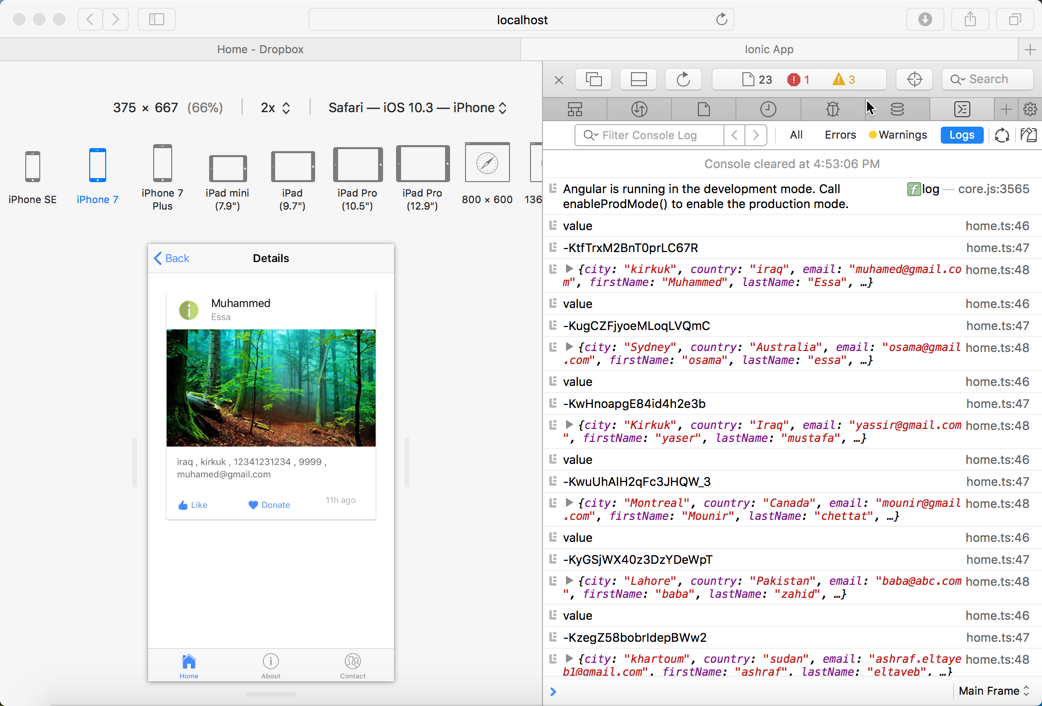 localhost
Home - Dropbox
Ionic App
375 × 667 (66%)
2x
Safari — iOS 10.3 — iPhone
iPhone SE
iPhone 7
iPhone 7 Plus
iPad mini (7.9")
iPad (9.7")
iPad Pro (10.5")
iPad Pro (12.9")
800 × 600
136
Back
Details
Muhammed
Essa
iraq , kirkuk , 12341231234 , 9999 ,
muhamed@gmail.com
Like
Donate
11h ago
Home
About
Contact
23
1
3
Search
Filter Console Log
All
Errors
Warnings
Logs
Console cleared at 4:53:06 PM
Angular is running in the development mode. Call
enableProdMode() to enable the production mode.
f log — core.js:3565
value home.ts:46
-KtfTrxM2BnT0prLC67R home.ts:47
{city: "kirkuk", country: "iraq", email: "muhamed@gmail.co home.ts:48
m", firstName: "Muhammed", lastName: "Essa", …}
value home.ts:46
-KugCZFjyoeMLoqLVQmC home.ts:47
{city: "Sydney", country: "Australia", email: "osama@gmail home.ts:48
.com", firstName: "osama", lastName: "essa", …}
value home.ts:46
-KwHnoapgE84id4h2e3b home.ts:47
{city: "Kirkuk", country: "Iraq", email: "yassir@gmail.com home.ts:48
", firstName: "yaser", lastName: "mustafa", …}
value home.ts:46
-KwuUhAlH2qFc3JHQW_3 home.ts:47
{city: "Montreal", country: "Canada", email: "mounir@gmail home.ts:48
.com", firstName: "Mounir", lastName: "chettat", …}
value home.ts:46
-KyGSjWX40z3DzYDeWpT home.ts:47
{city: "Lahore", country: "Pakistan", email: "baba@abc.com home.ts:48
", firstName: "baba", lastName: "zahid", …}
value home.ts:46
-KzegZ58bobrIdepBWw2 home.ts:47
{city: "khartoum", country: "sudan", email: "ashraf.eltaye home.ts:48
b1@gmail.com", firstName: "ashraf", lastName: "eltayeb", …}
Main Frame